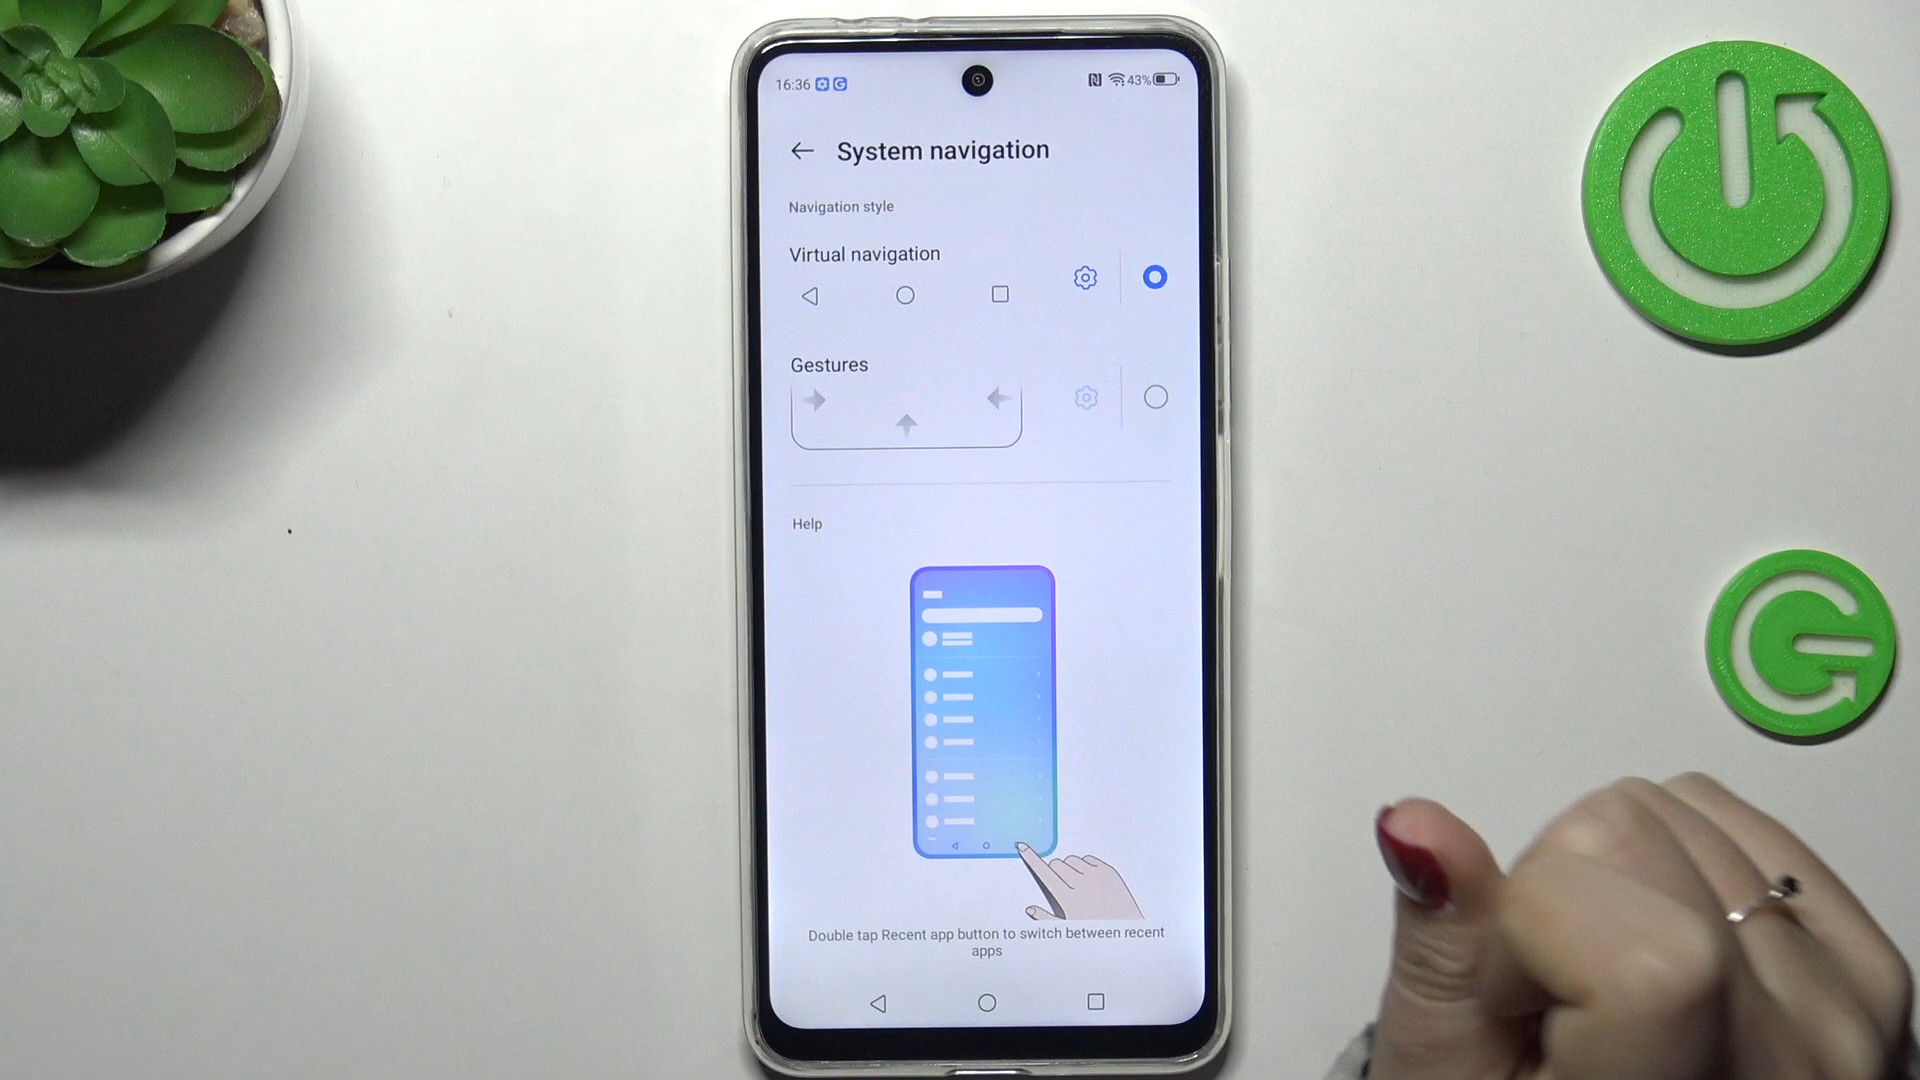 16:36
43%
System navigation
Navigation style
Virtual navigation
Gestures
Help
Double tap Recent app button to switch between recent
apps